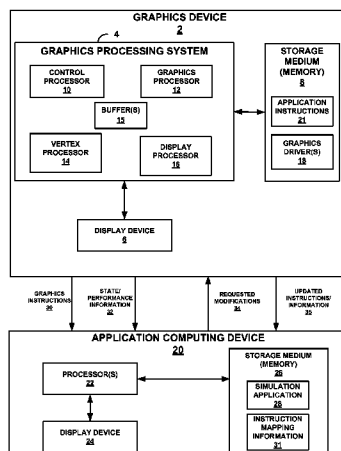 GRAPHICS DEVICE
2
4
GRAPHICS PROCESSING SYSTEM
CONTROL
PROCESSOR
10
GRAPHICS
PROCESSOR
12
BUFFER(S)
15
VERTEX
PROCESSOR
14
DISPLAY
PROCESSOR
16
STORAGE
MEDIUM
(MEMORY)
8
APPLICATION
INSTRUCTIONS
21
GRAPHICS
DRIVER(S)
18
DISPLAY DEVICE
6
GRAPHICS
INSTRUCTIONS
30
STATE/
PERFORMANCE
INFORMATION
32
REQUESTED
MODIFICATIONS
34
UPDATED
INSTRUCTIONS/
INFORMATION
35
APPLICATION COMPUTING DEVICE
20
PROCESSOR(S)
22
DISPLAY DEVICE
24
STORAGE MEDIUM
(MEMORY)
26
SIMULATION
APPLICATION
28
INSTRUCTION
MAPPING
INFORMATION
31